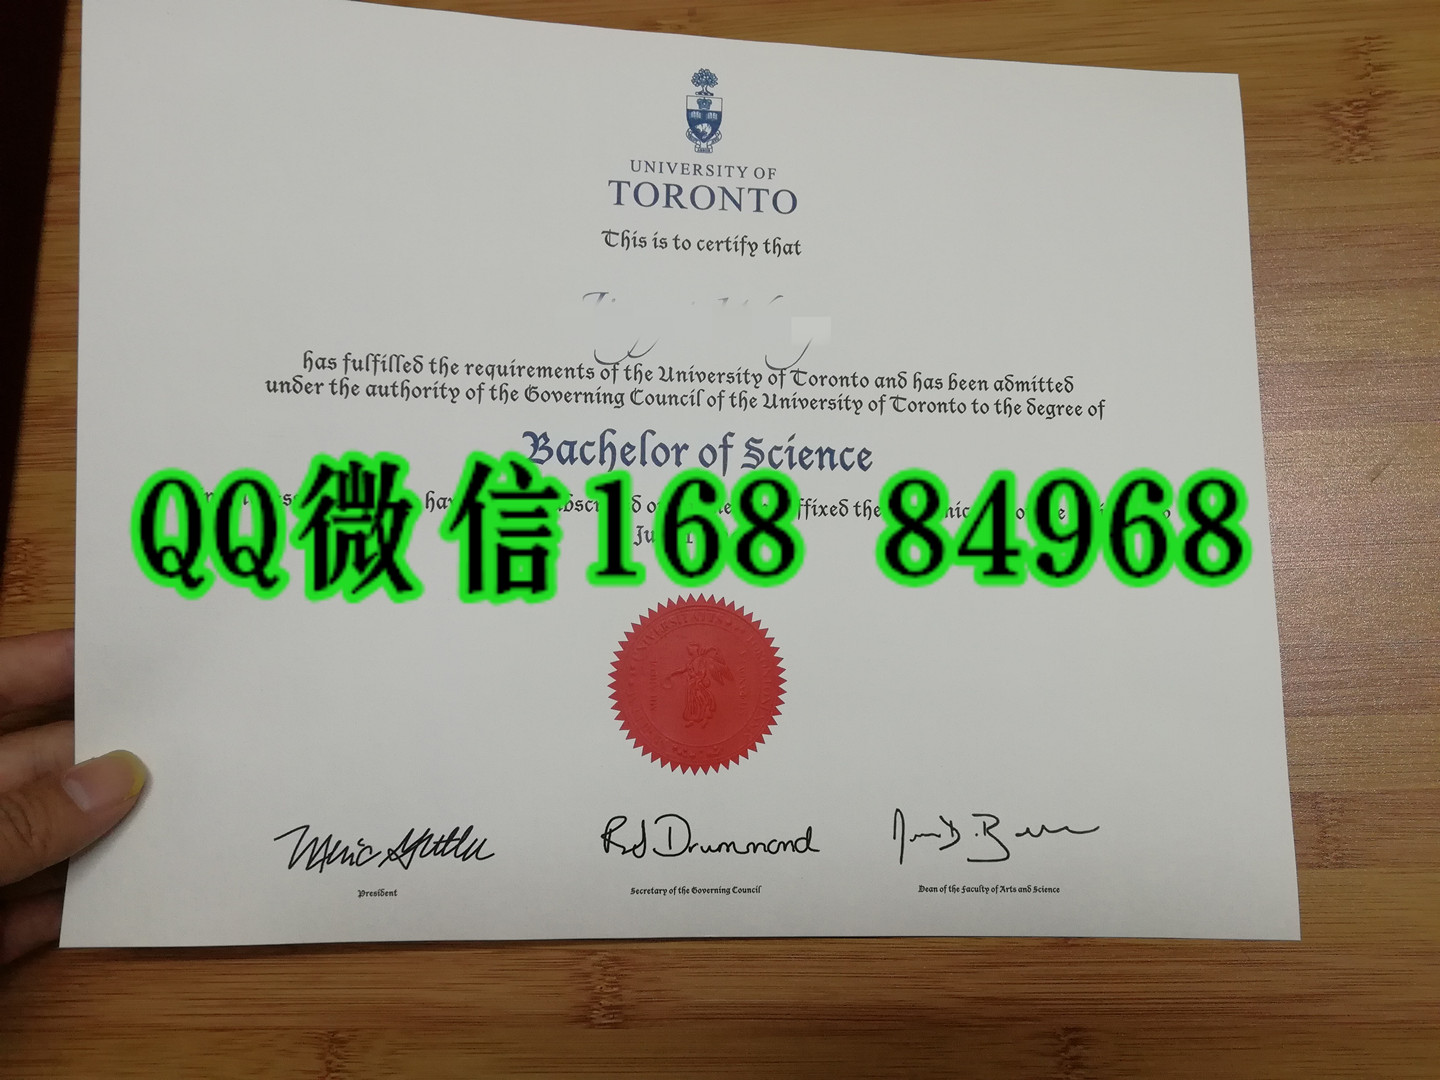 UNIVERSITY OF
TORONTO
This is to certify that
has fulfilled the requirements of the University of Toronto and has been admitted
under the authority of the Governing Council of the University of Toronto to the degree of
Bachelor of Science
QQ微信168 84968
affixed the
President
Secretary of the Governing Council
Dean of the Faculty of Arts and Science